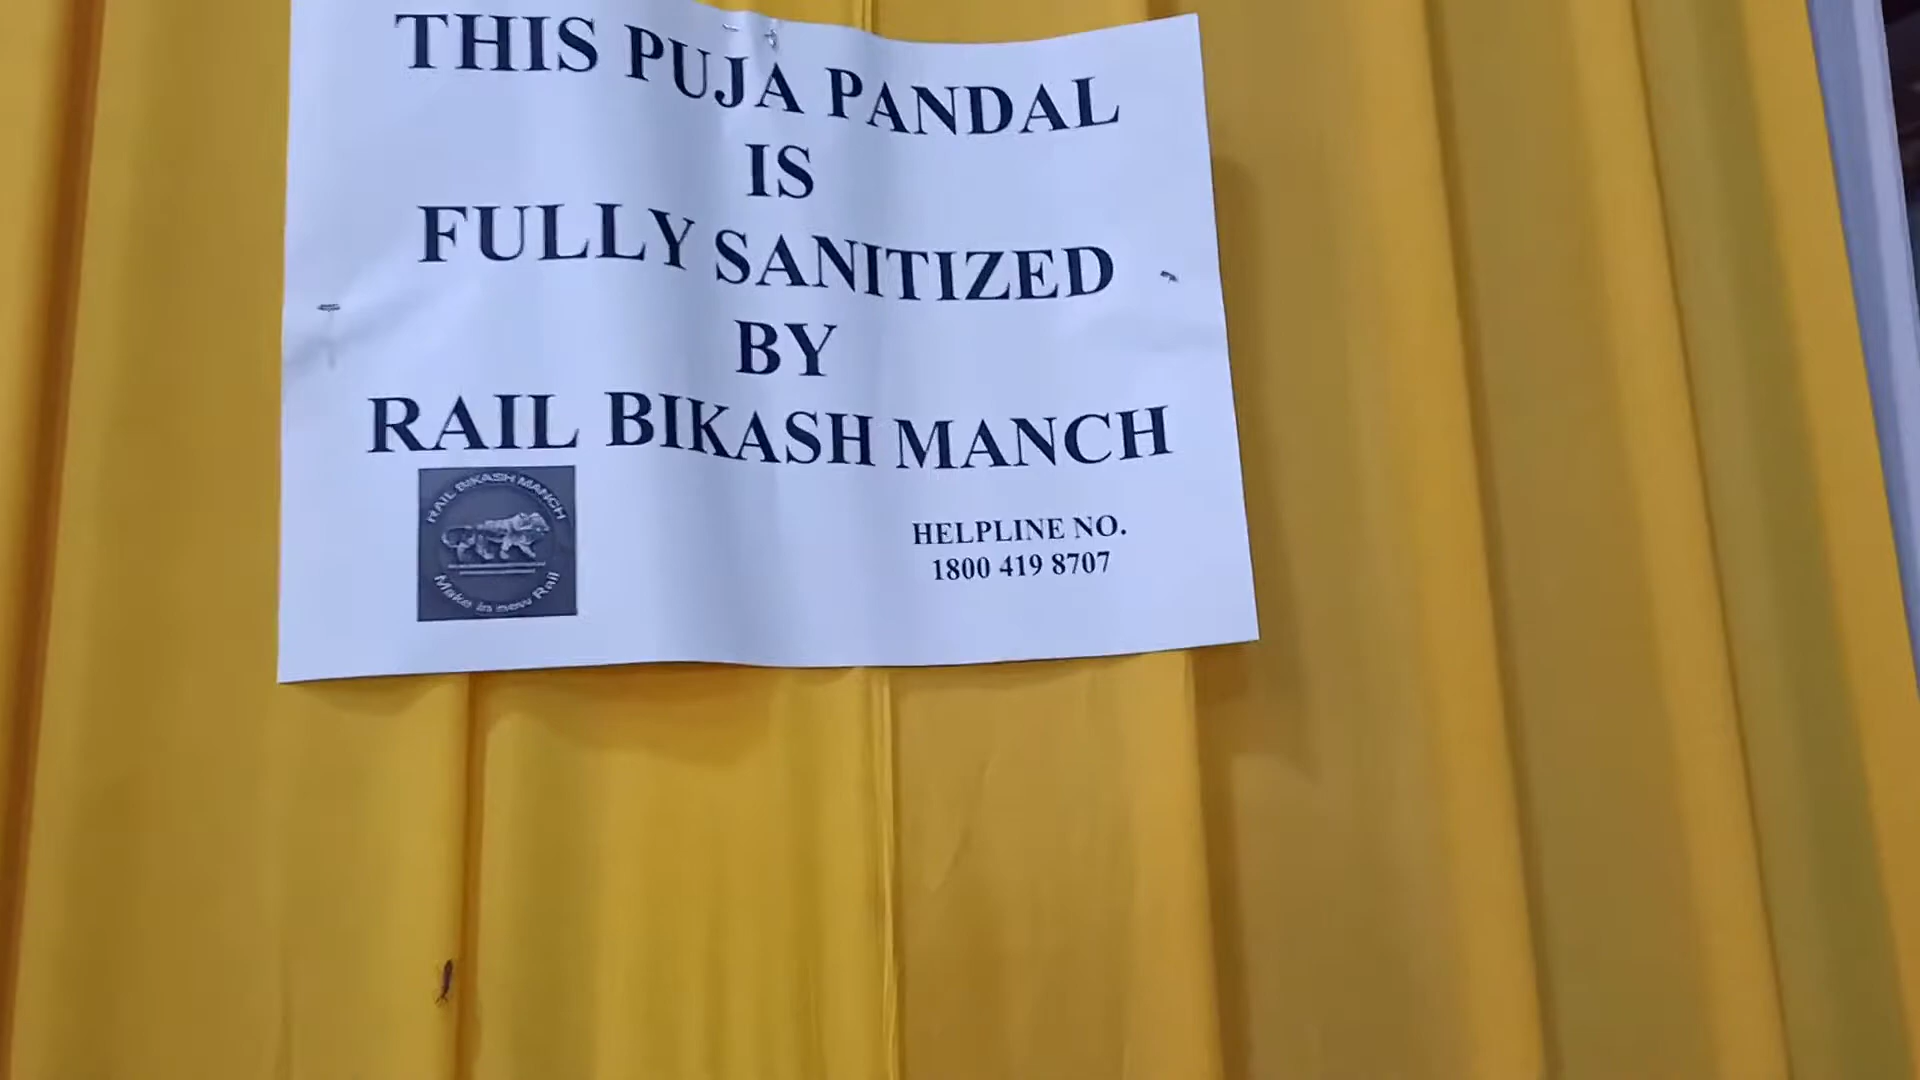 THIS PUJA PANDAL
IS
FULLY SANITIZED
BY
RAIL BIKASH MANCH
RAIL BIKASH MANCH
Make in new Rail
HELPLINE NO.
1800 419 8707